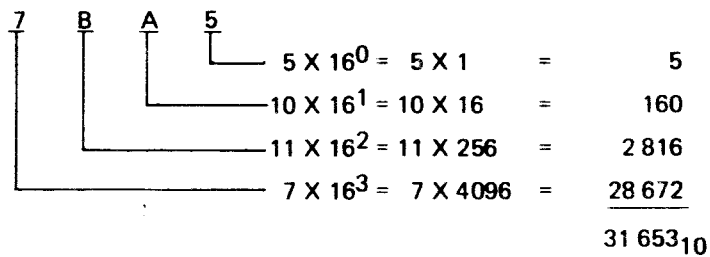 7 B A 5
5 X 16⁰ = 5 X 1 = 5
10 X 16¹ = 10 X 16 = 160
11 X 16² = 11 X 256 = 2 816
7 X 16³ = 7 X 4096 = 28 672
31 653₁₀